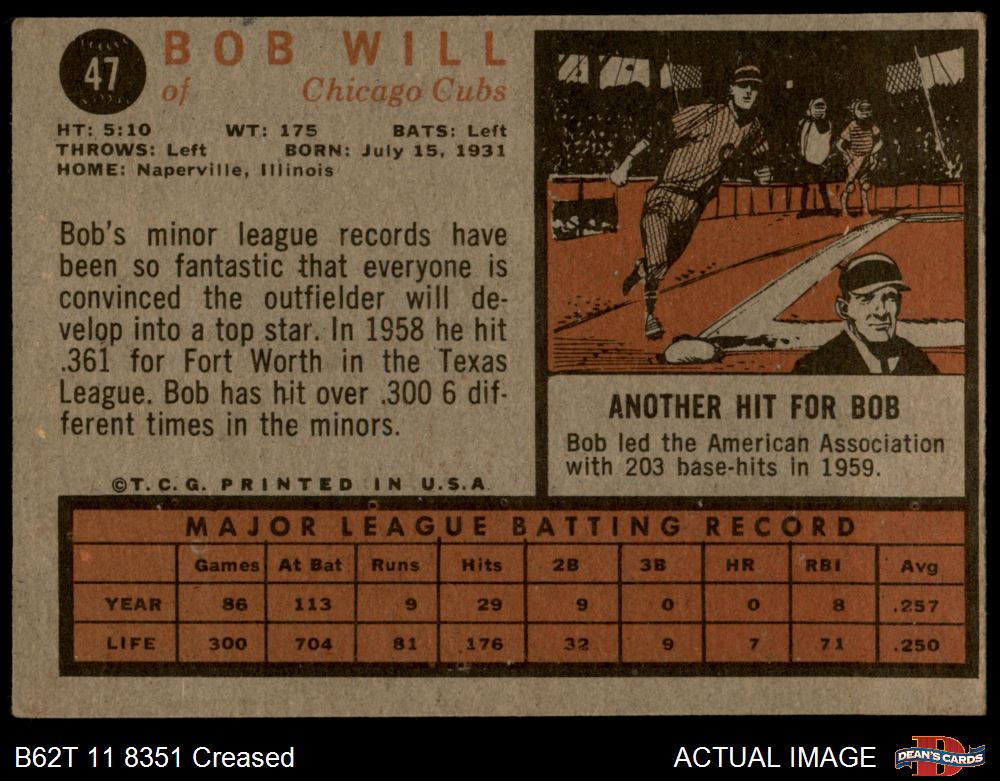 47
BOB WILL
of Chicago Cubs
HT: 5:10 WT: 175 BATS: Left
THROWS: Left BORN: July 15, 1931
HOME: Naperville, Illinois
Bob's minor league records have
been so fantastic that everyone is
convinced the outfielder will de-
velop into a top star. In 1958 he hit
.361 for Fort Worth in the Texas
League. Bob has hit over .300 6 dif-
ferent times in the minors.
©T.C.G. PRINTED IN U.S.A.
ANOTHER HIT FOR BOB
Bob led the American Association
with 203 base-hits in 1959.
MAJOR LEAGUE BATTING RECORD
Games At Bat Runs Hits 2B 3B HR RBI Avg
YEAR 86 113 9 29 9 0 0 8 .257
LIFE 300 704 81 176 32 9 7 71 .250
B62T 11 8351 Creased
ACTUAL IMAGE
DEAN'S CARDS